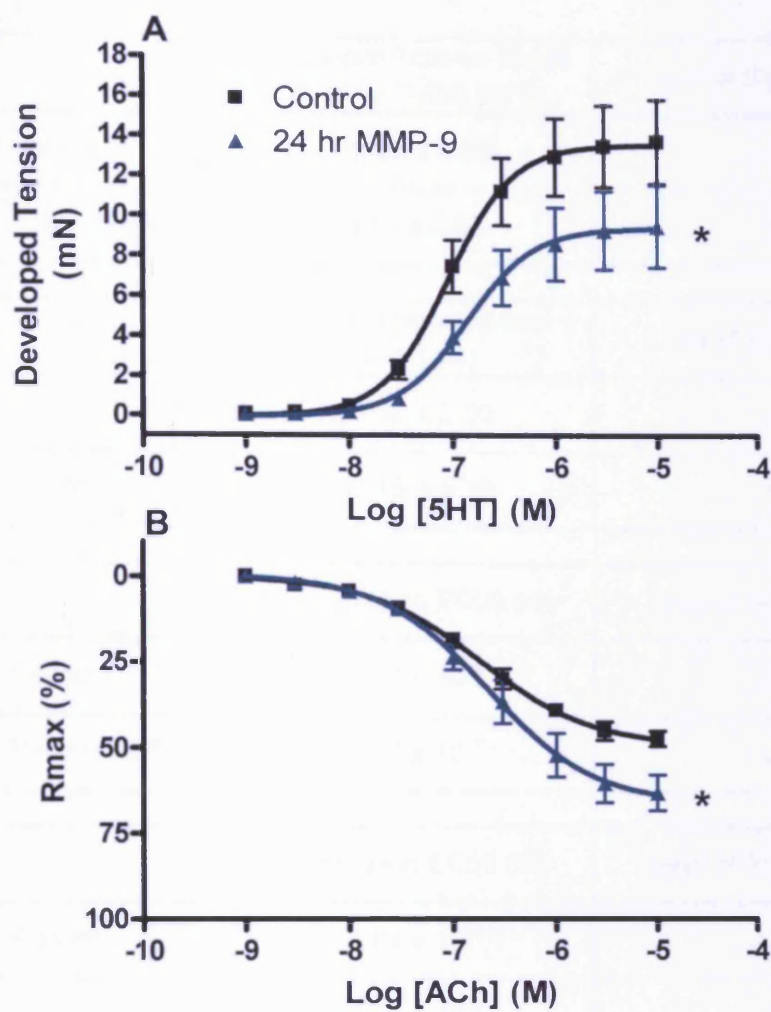 A
18
16
14
12
10
8
6
4
2
0
Developed Tension
(mN)
Control
24 hr MMP-9
*
-10 -9 -8 -7 -6 -5 -4
Log [5HT] (M)
B
0
25
50
75
100
Rmax (%)
*
-10 -9 -8 -7 -6 -5 -4
Log [ACh] (M)